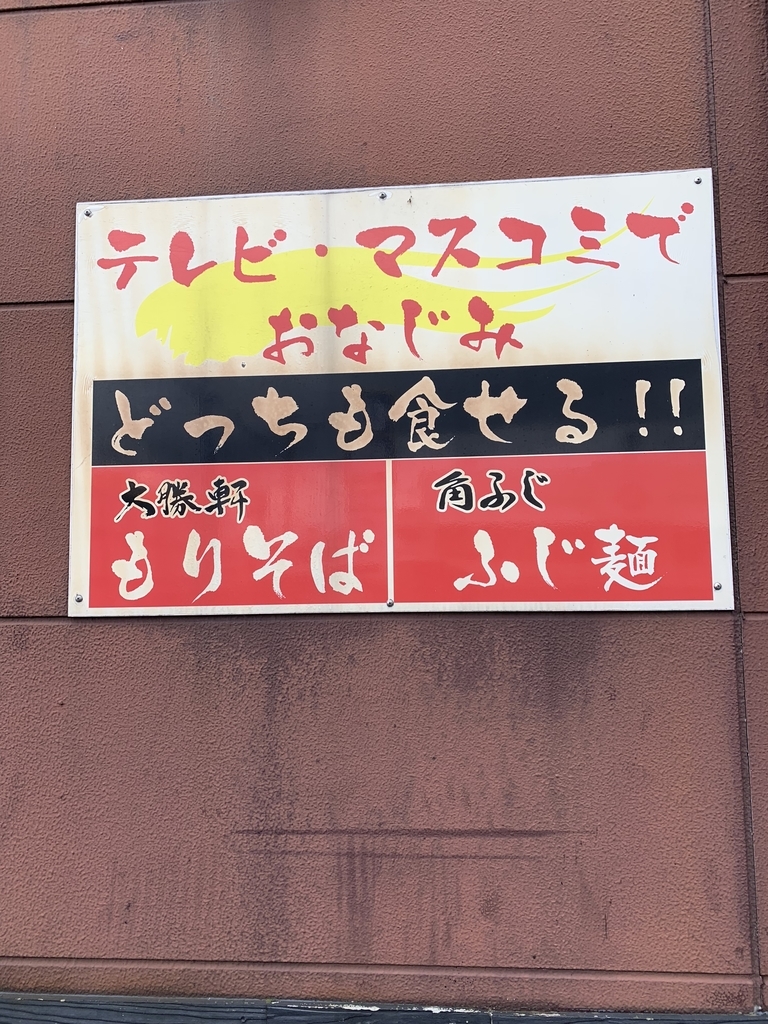 テレビ・マスコミで
おなじみ
どっちも食せる!!
大勝軒
もりそば
角ふじ
ふじ麺